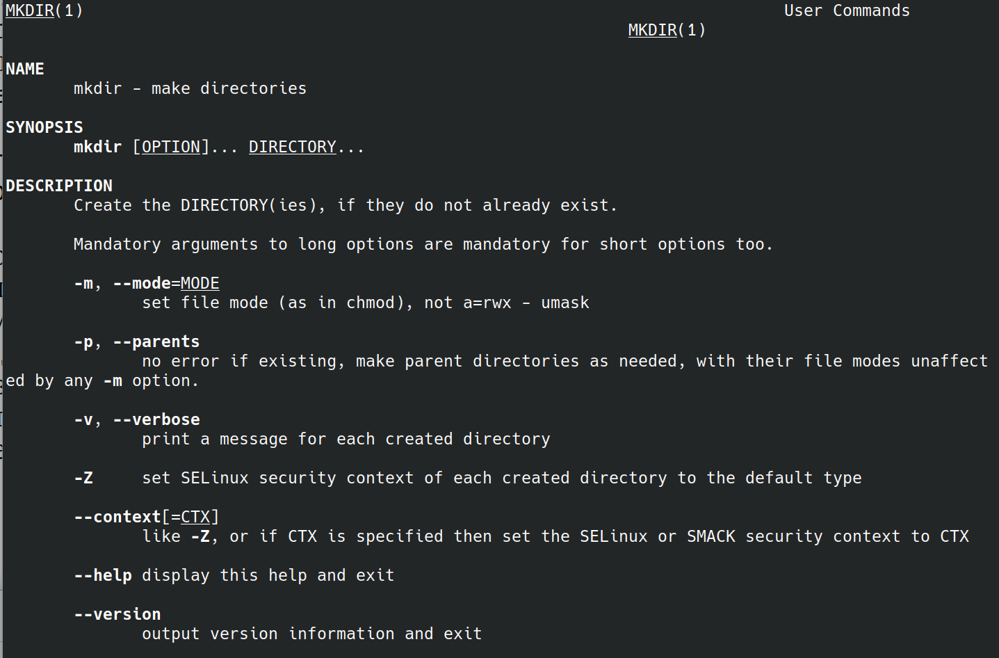 MKDIR(1) User Commands
MKDIR(1)
NAME
mkdir - make directories
SYNOPSIS
mkdir [OPTION]... DIRECTORY...
DESCRIPTION
Create the DIRECTORY(ies), if they do not already exist.
Mandatory arguments to long options are mandatory for short options too.
-m, --mode=MODE
set file mode (as in chmod), not a=rwx - umask
-p, --parents
no error if existing, make parent directories as needed, with their file modes unaffect
ed by any -m option.
-v, --verbose
print a message for each created directory
-Z set SELinux security context of each created directory to the default type
--context[=CTX]
like -Z, or if CTX is specified then set the SELinux or SMACK security context to CTX
--help display this help and exit
--version
output version information and exit